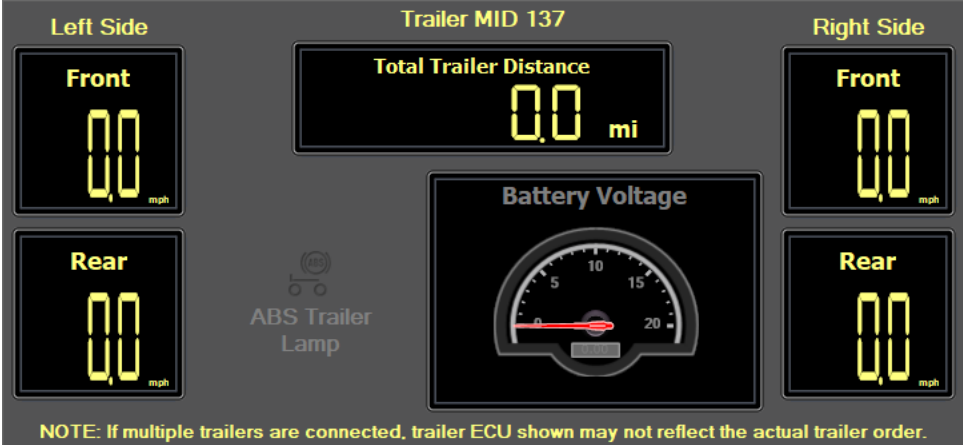 Trailer MID 137
Left Side
Right Side
Front
0.0 mph
Total Trailer Distance
0.0 mi
Front
0.0 mph
Rear
0.0 mph
(ABS)
ABS Trailer
Lamp
Battery Voltage
0 5 10 15 20
0.00
Rear
0.0 mph
NOTE: If multiple trailers are connected, trailer ECU shown may not reflect the actual trailer order.